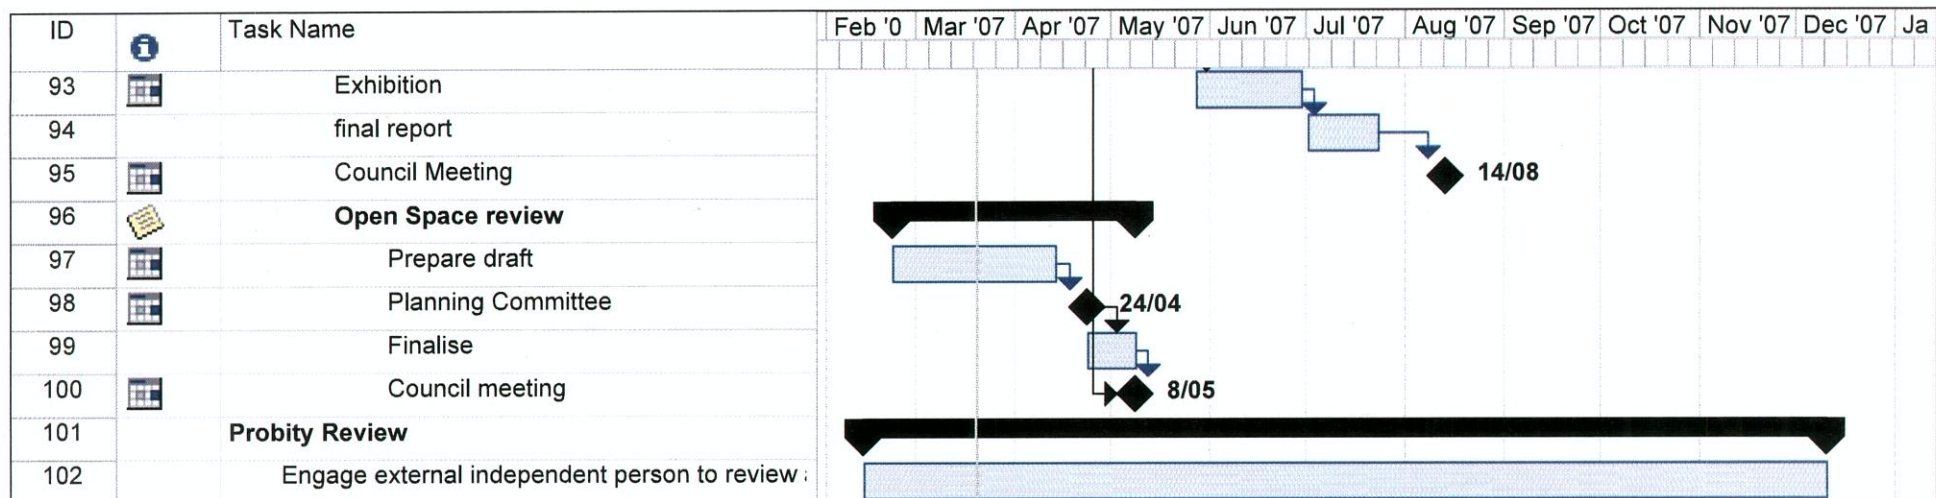 ID Task Name Feb '0 Mar '07 Apr '07 May '07 Jun '07 Jul '07 Aug '07 Sep '07 Oct '07 Nov '07 Dec '07 Ja
93 Exhibition
94 final report
95 Council Meeting 14/08
96 Open Space review
97 Prepare draft
98 Planning Committee 24/04
99 Finalise
100 Council meeting 8/05
101 Probity Review
102 Engage external independent person to review